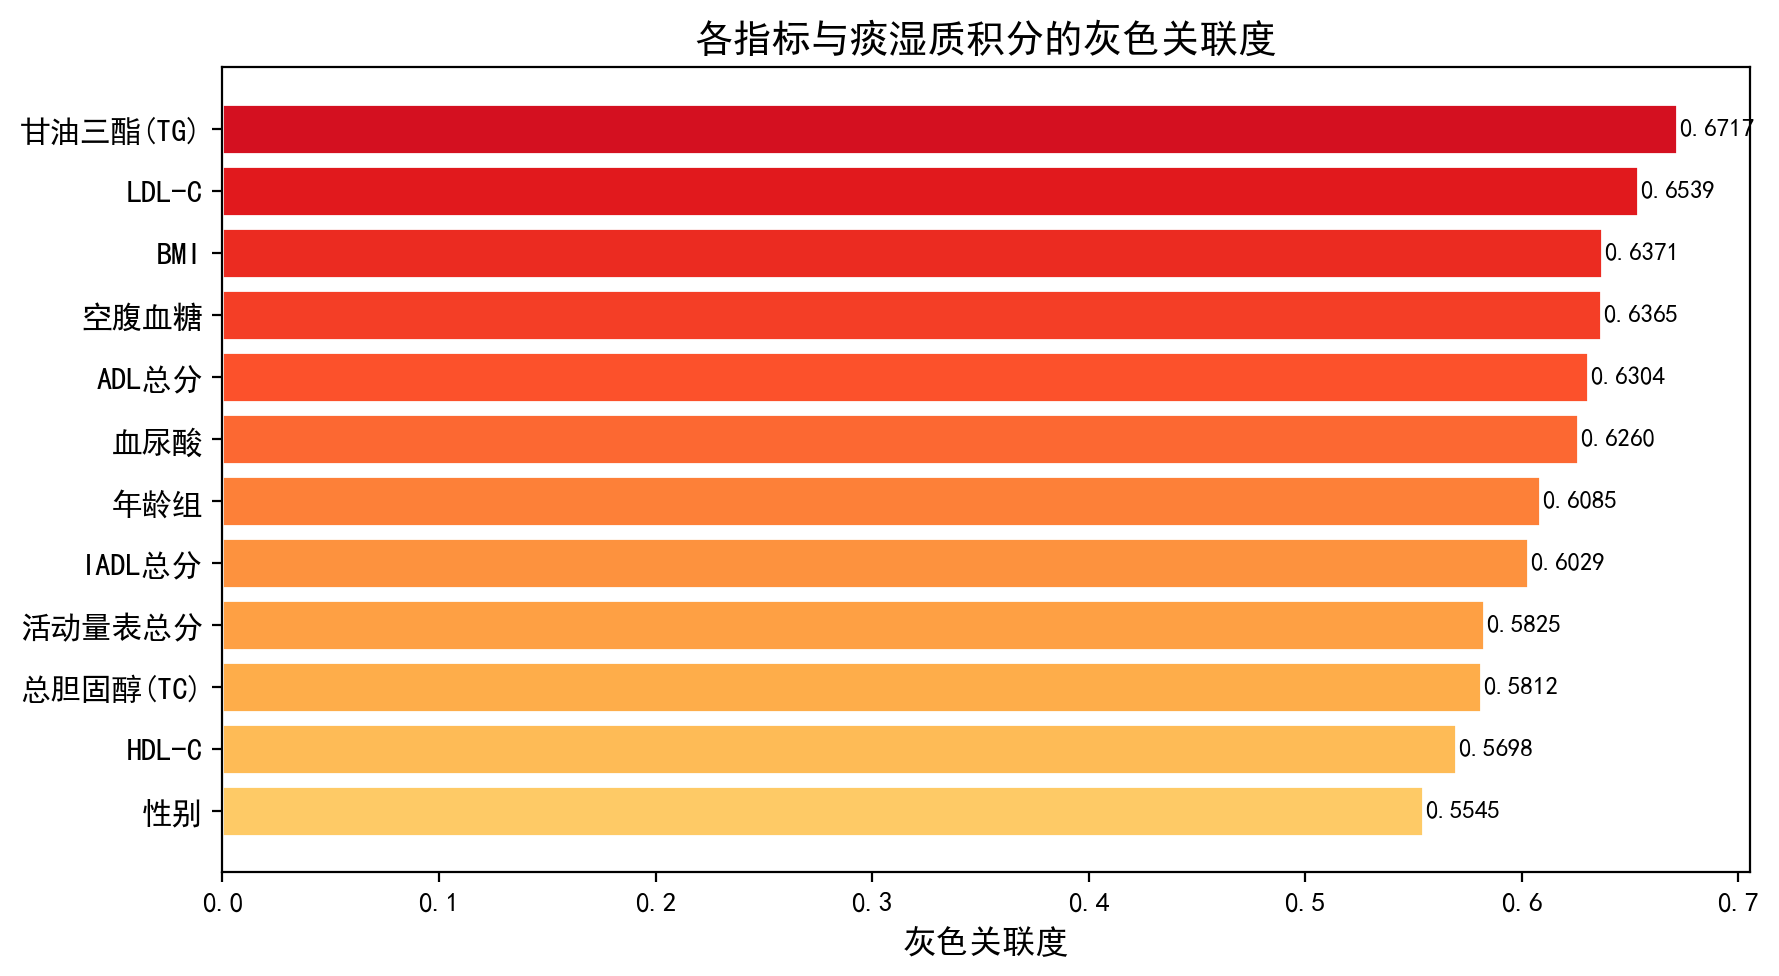 各指标与痰湿质积分的灰色关联度
甘油三酯(TG) 0.6717
LDL-C 0.6539
BMI 0.6371
空腹血糖 0.6365
ADL总分 0.6304
血尿酸 0.6260
年龄组 0.6085
IADL总分 0.6029
活动量表总分 0.5825
总胆固醇(TC) 0.5812
HDL-C 0.5698
性别 0.5545
0.0 0.1 0.2 0.3 0.4 0.5 0.6 0.7
灰色关联度